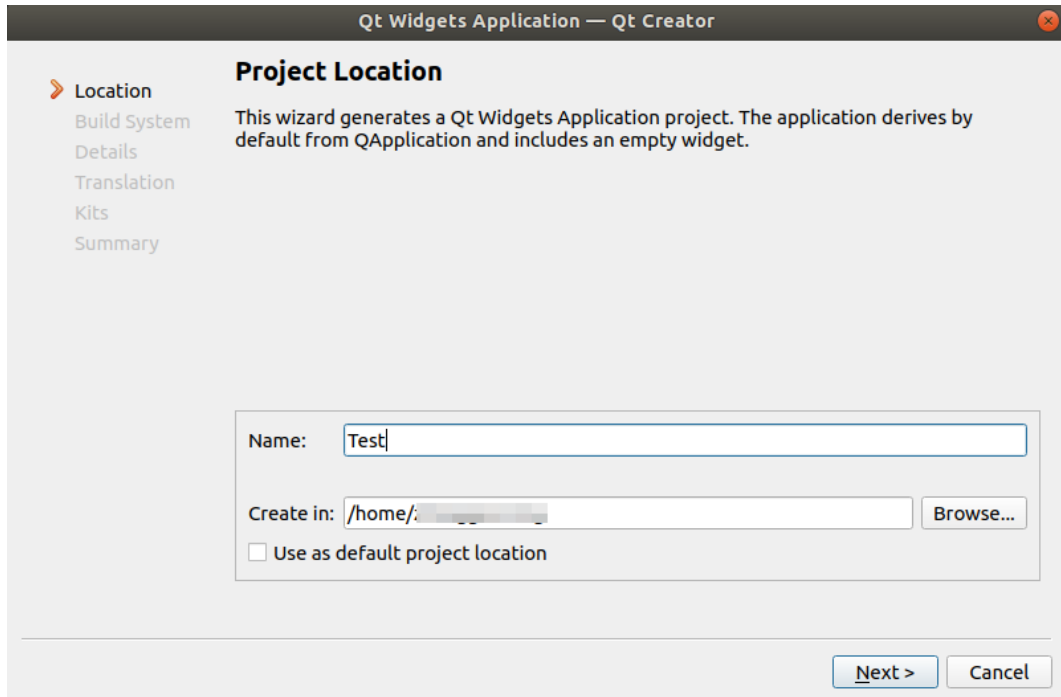 Qt Widgets Application — Qt Creator
Location
Build System
Details
Translation
Kits
Summary
Project Location
This wizard generates a Qt Widgets Application project. The application derives by
default from QApplication and includes an empty widget.
Name: Test
Create in: /home/ Browse...
Use as default project location
Next > Cancel